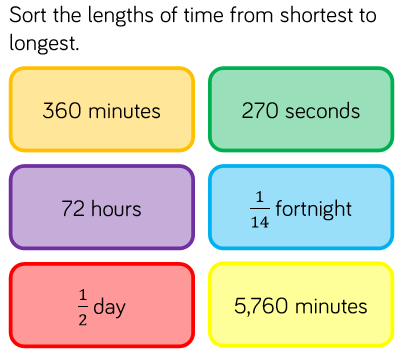 Sort the lengths of time from shortest to
longest.
360 minutes
270 seconds
72 hours
1/14 fortnight
1/2 day
5,760 minutes